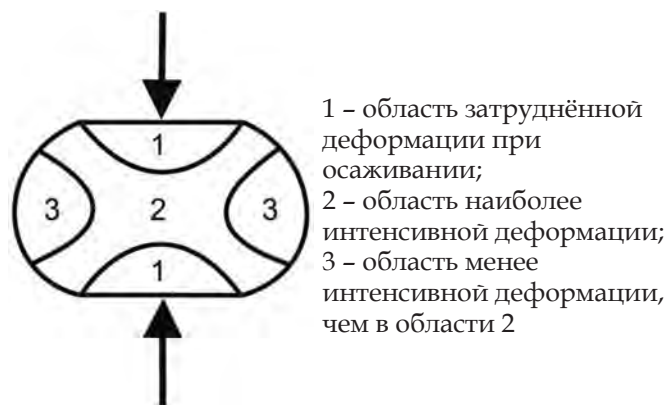 1
3
2
3
1
1 – область затруднённой
деформации при
осаживании;
2 – область наиболее
интенсивной деформации;
3 – область менее
интенсивной деформации,
чем в области 2